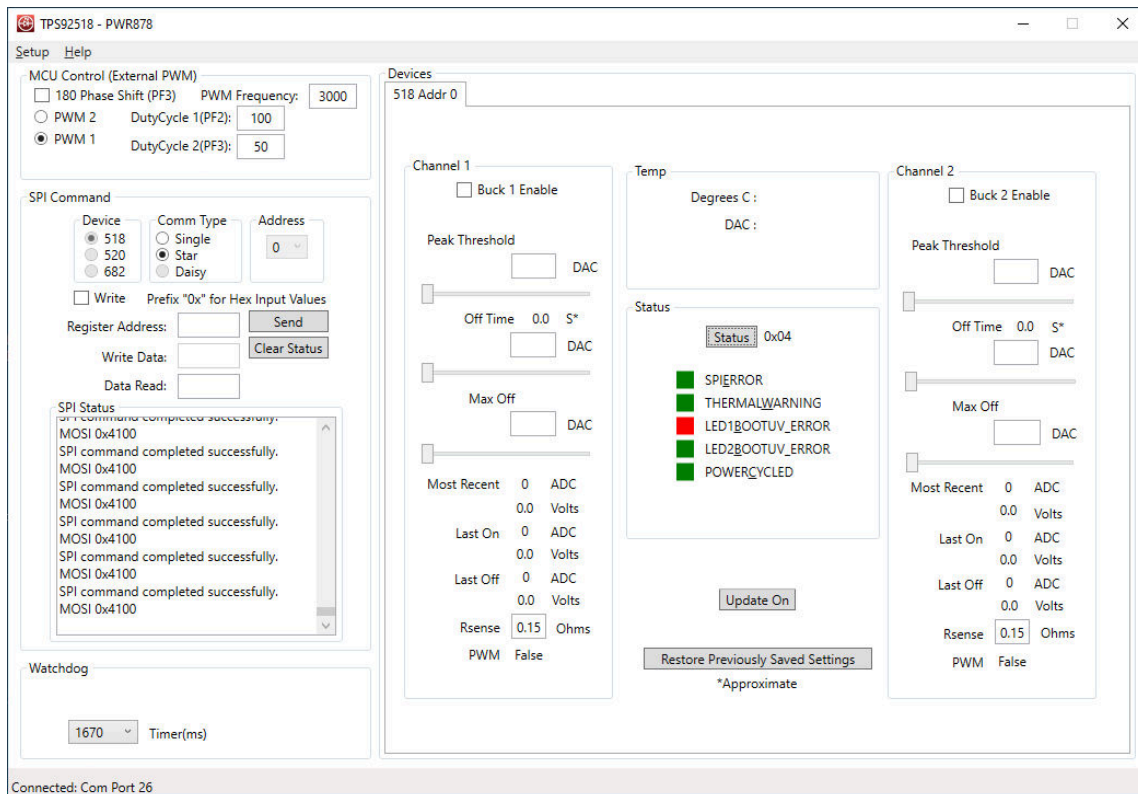 TPS92518 - PWR878
Setup Help
MCU Control (External PWM)
180 Phase Shift (PF3) PWM Frequency: 3000
PWM 2 DutyCycle 1(PF2): 100
PWM 1 DutyCycle 2(PF3): 50
SPI Command
Device Comm Type Address
518 Single 0
520 Star
682 Daisy
Write Prefix "0x" for Hex Input Values
Register Address: Send
Write Data: Clear Status
Data Read:
SPI Status
SPI command completed successfully.
MOSI 0x4100
SPI command completed successfully.
MOSI 0x4100
SPI command completed successfully.
MOSI 0x4100
SPI command completed successfully.
MOSI 0x4100
SPI command completed successfully.
MOSI 0x4100
SPI command completed successfully.
MOSI 0x4100
Watchdog
1670 Timer(ms)
Devices
518 Addr 0
Channel 1
Buck 1 Enable
Peak Threshold
DAC
Off Time 0.0 S*
DAC
Max Off
DAC
Most Recent 0 ADC
0.0 Volts
Last On 0 ADC
0.0 Volts
Last Off 0 ADC
0.0 Volts
Rsense 0.15 Ohms
PWM False
Temp
Degrees C :
DAC :
Status
Status 0x04
SPIERROR
THERMALWARNING
LED1BOOTUV_ERROR
LED2BOOTUV_ERROR
POWERCYCLED
Update On
Restore Previously Saved Settings
*Approximate
Channel 2
Buck 2 Enable
Peak Threshold
DAC
Off Time 0.0 S*
DAC
Max Off
DAC
Most Recent 0 ADC
0.0 Volts
Last On 0 ADC
0.0 Volts
Last Off 0 ADC
0.0 Volts
Rsense 0.15 Ohms
PWM False
Connected: Com Port 26